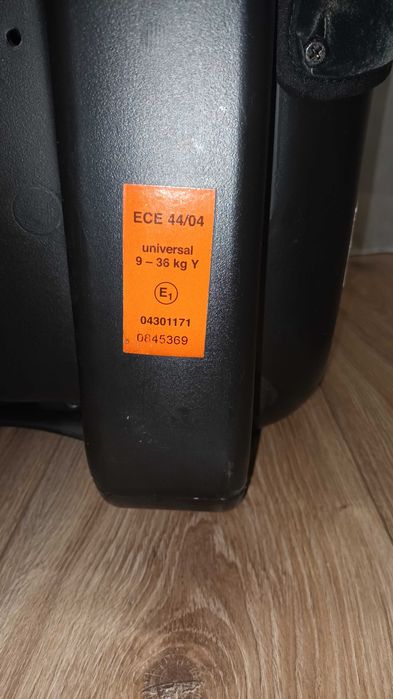 ECE 44/04
universal
9 – 36 kg Y
E1
04301171
0845369